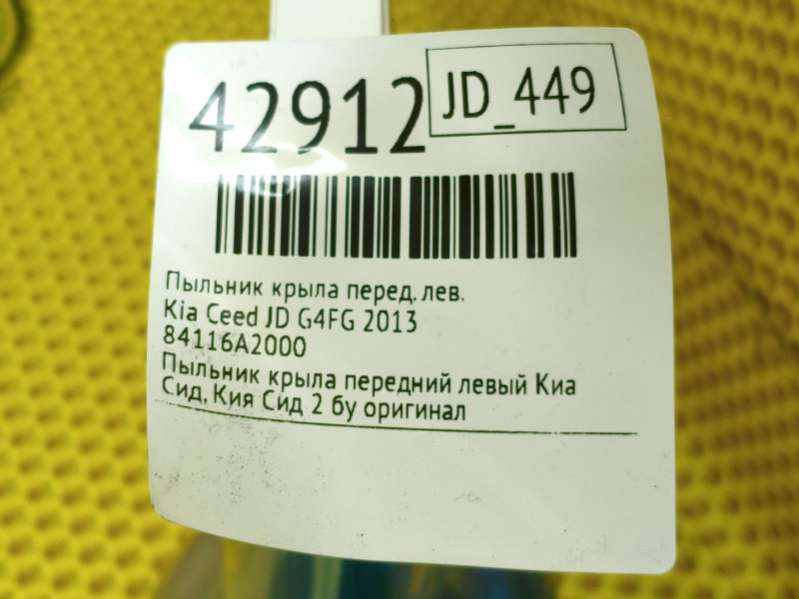 42912
JD_449
Пыльник крыла перед. лев.
Kia Ceed JD G4FG 2013
84116A2000
Пыльник крыла передний левый Киа
Сид, Кия Сид 2 бу оригинал